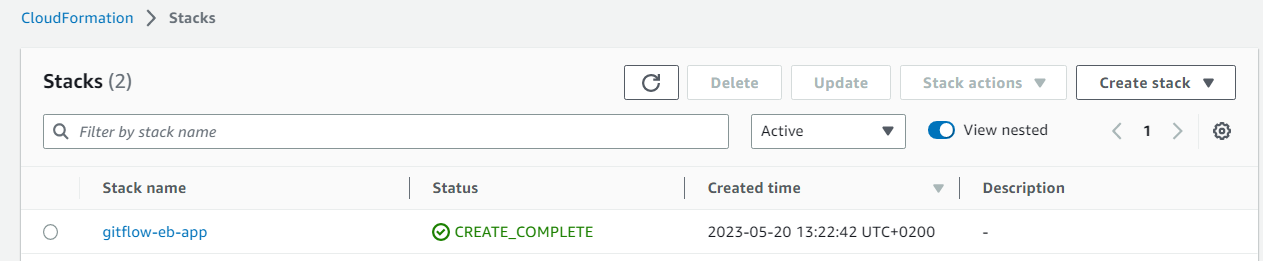 CloudFormation > Stacks
Stacks (2)
Delete
Update
Stack actions
Create stack
Filter by stack name
Active
View nested
1
Stack name
Status
Created time
Description
gitflow-eb-app
CREATE_COMPLETE
2023-05-20 13:22:42 UTC+0200
-